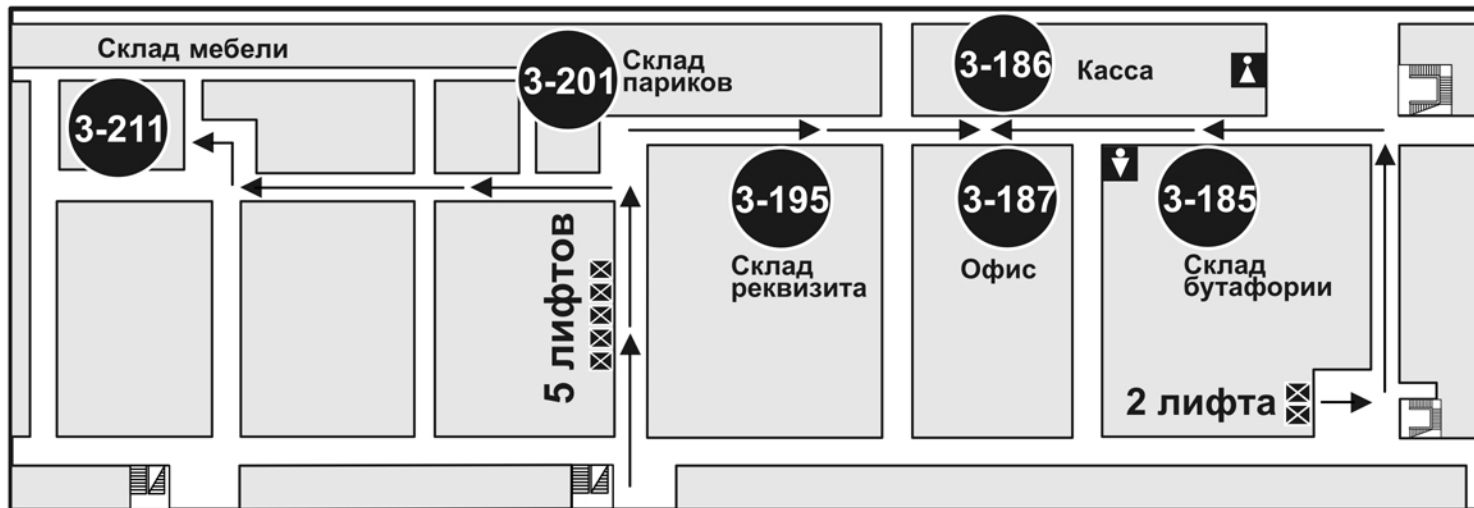 Склад мебели
3-211
3-201
Склад
париков
3-186
Касса
3-195
Склад
реквизита
3-187
Офис
3-185
Склад
бутафории
5 лифтов
2 лифта